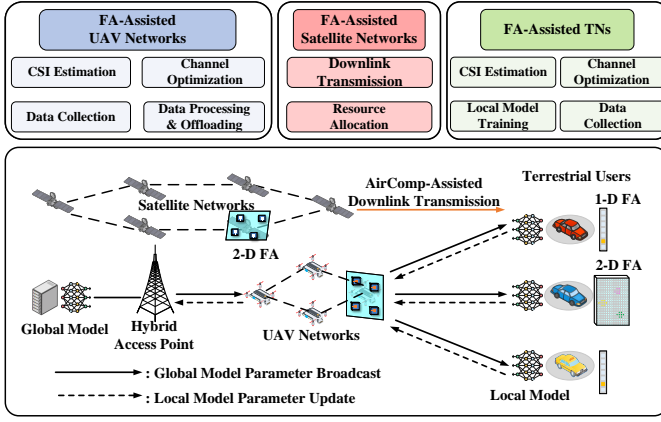 FA-Assisted
UAV Networks
CSI Estimation
Channel
Optimization
Data Collection
Data Processing
& Offloading
FA-Assisted
Satellite Networks
Downlink
Transmission
Resource
Allocation
FA-Assisted TNs
CSI Estimation
Channel
Optimization
Local Model
Training
Data
Collection
Satellite Networks
2-D FA
AirComp-Assisted
Downlink Transmission
Terrestrial Users
1-D FA
2-D FA
Global Model
Hybrid
Access Point
UAV Networks
Local Model
: Global Model Parameter Broadcast
: Local Model Parameter Update